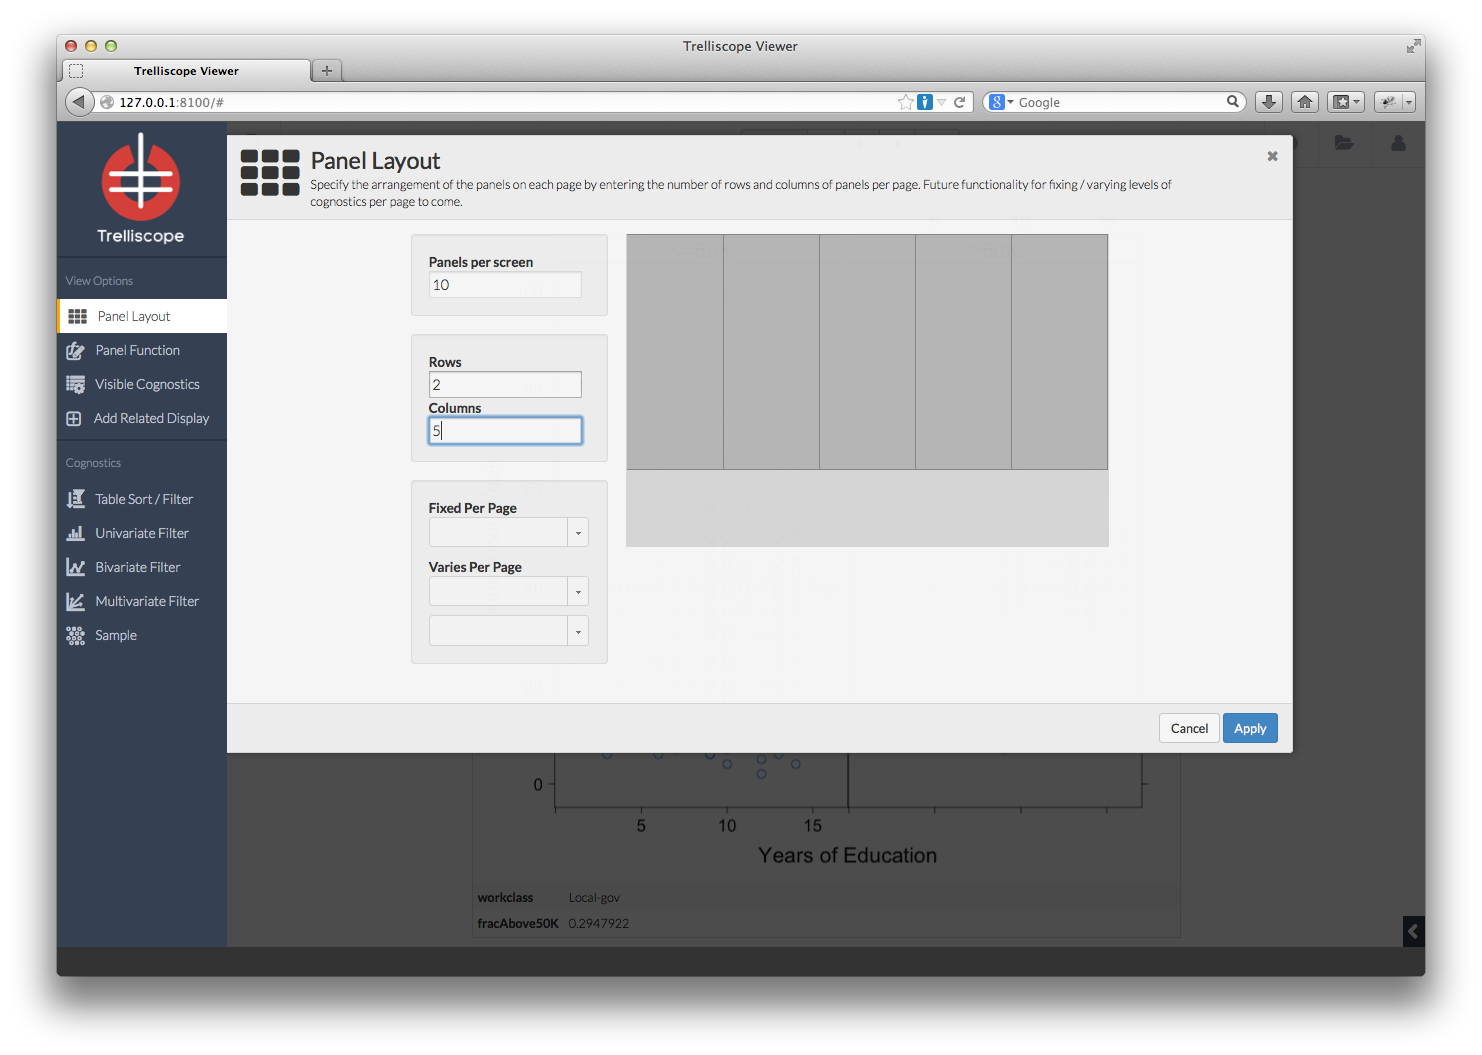 Trelliscope Viewer
Trelliscope Viewer
127.0.0.1:8100/#
Google
Trelliscope
View Options
Panel Layout
Panel Function
Visible Cognostics
Add Related Display
Cognostics
Table Sort / Filter
Univariate Filter
Bivariate Filter
Multivariate Filter
Sample
Panel Layout
Specify the arrangement of the panels on each page by entering the number of rows and columns of panels per page. Future functionality for fixing / varying levels of
cognostics per page to come.
Panels per screen
10
Rows
2
Columns
5
Fixed Per Page
Varies Per Page
Cancel Apply
0
5 10 15
Years of Education
workclass Local-gov
fracAbove50K 0.2947922